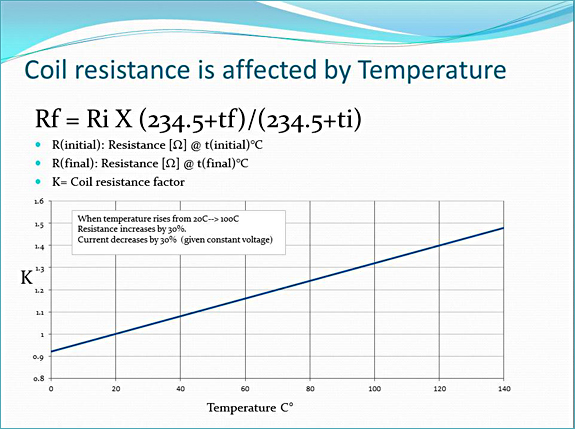 Coil resistance is affected by Temperature
Rf = Ri X (234.5+tf)/(234.5+ti)
R(initial): Resistance [Ω] @ t(initial)°C
R(final): Resistance [Ω] @ t(final)°C
K= Coil resistance factor
1.6
When temperature rises from 20C--> 100C
Resistance increases by 30%.
Current decreases by 30% (given constant voltage)
1.5
1.4
K
1.3
1.2
1.1
1
0.9
0.8
0 20 40 60 80 100 120 140
Temperature C°